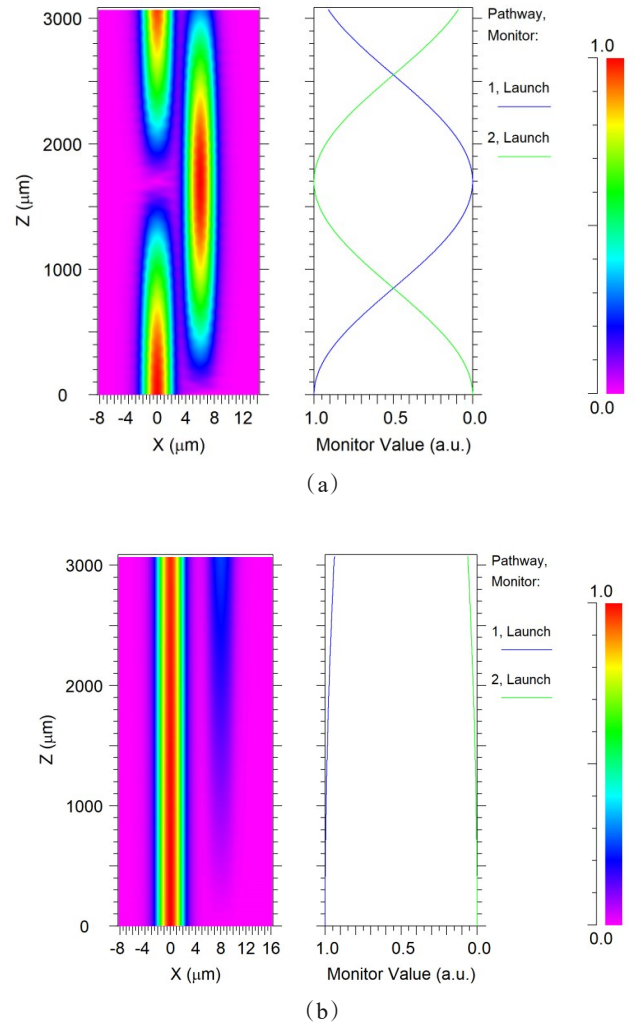 3000
2000
1000
0
Z (μm)
-8 -4 0 4 8 12
X (μm)
1.0 0.5 0.0
Monitor Value (a.u.)
Pathway,
Monitor:
1, Launch
2, Launch
1.0
0.0
(a)
3000
2000
1000
0
Z (μm)
-8 -4 0 4 8 12 16
X (μm)
1.0 0.5 0.0
Monitor Value (a.u.)
Pathway,
Monitor:
1, Launch
2, Launch
1.0
0.0
(b)